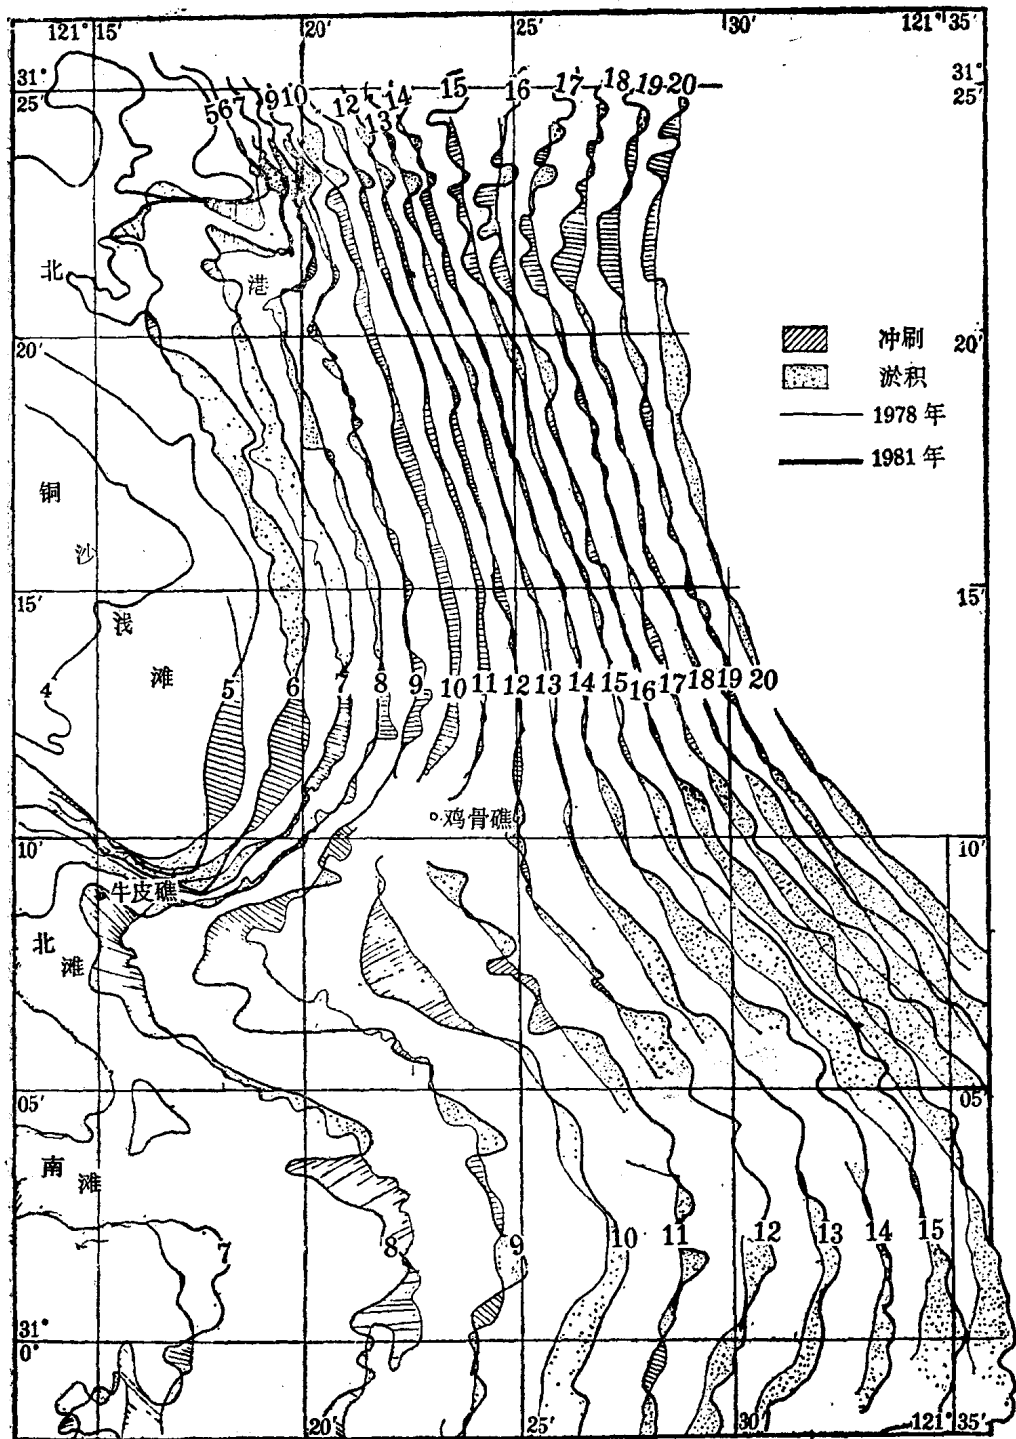 121° 15′ 20′ 25′ 30′ 121° 35′
31° 25′
31° 25′
5 6 7 9 10 12 13 14 15 16 17 18 19 20
北
港
冲刷
淤积
1978 年
1981 年
20′ 20′
铜
沙
浅
滩
15′ 15′
4 5 6 7 8 9 10 11 12 13 14 15 16 17 18 19 20
鸡骨礁
10′ 10′
牛皮礁
北
滩
05′ 05′
南
滩
7 8 9 10 11 12 13 14 15
31° 0°
20′ 25′ 30′ 121° 35′